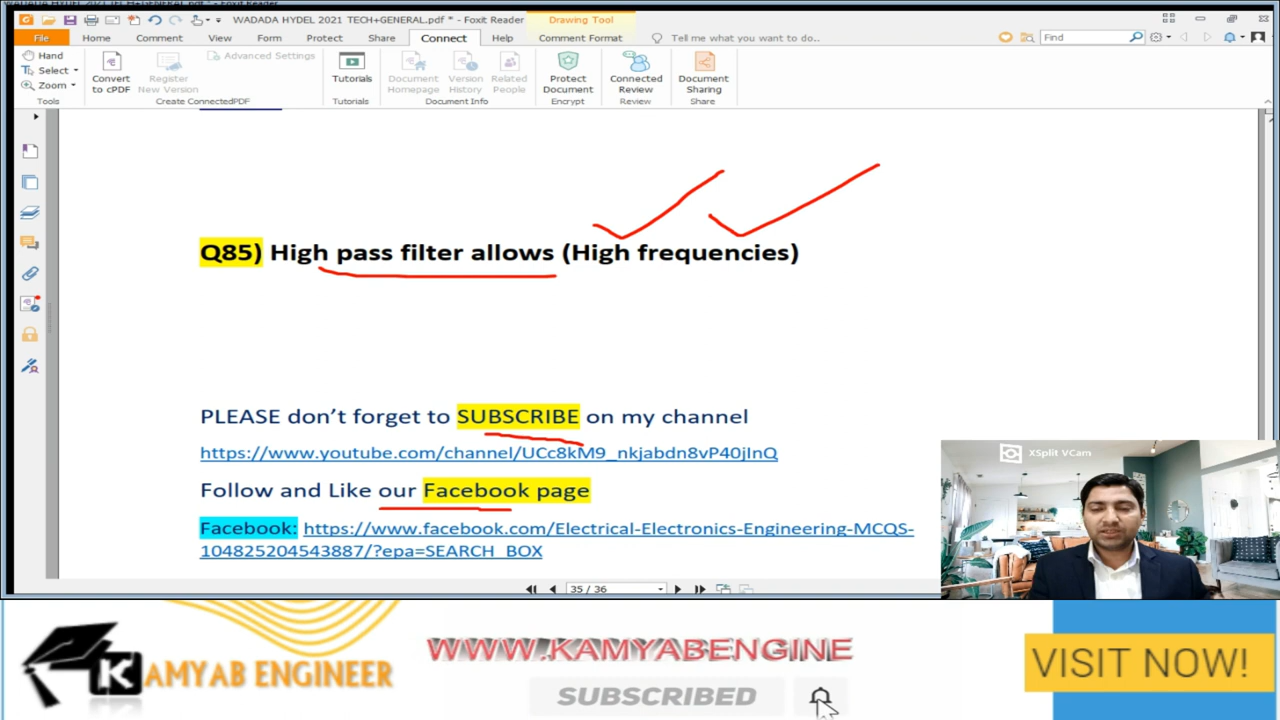 WADADA HYDEL 2021 TECH+GENERAL.pdf * - Foxit Reader
Drawing Tool
File Home Comment View Form Protect Share Connect Help Comment Format Tell me what you want to do.. Find
Hand
Select
Zoom
Tools
Convert to cPDF
Register New Version
Advanced Settings
Create ConnectedPDF
Tutorials
Tutorials
Document Homepage
Version History
Related People
Document Info
Protect Document
Encrypt
Connected Review
Review
Document Sharing
Share
Q85) High pass filter allows (High frequencies)
PLEASE don't forget to SUBSCRIBE on my channel
https://www.youtube.com/channel/UCc8kM9_nkjabdn8vP40jInQ
Follow and Like our Facebook page
Facebook: https://www.facebook.com/Electrical-Electronics-Engineering-MCQS-
104825204543887/?epa=SEARCH_BOX
XSplit VCam
35 / 36
KAMYAB ENGINEER
WWW.KAMYABENGINE
SUBSCRIBED
VISIT NOW!